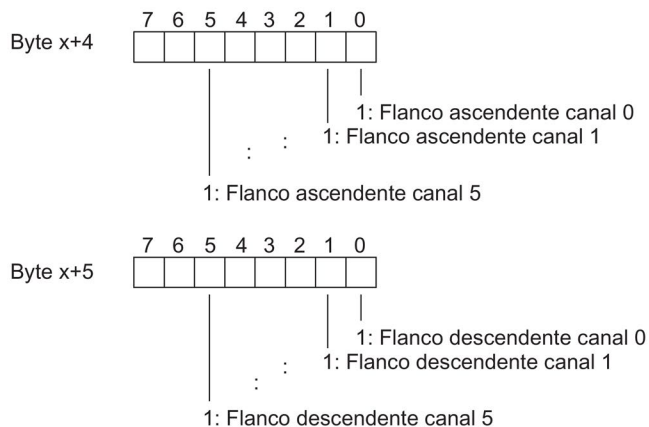 7 6 5 4 3 2 1 0
Byte x+4
1: Flanco ascendente canal 0
1: Flanco ascendente canal 1
:
:
1: Flanco ascendente canal 5
7 6 5 4 3 2 1 0
Byte x+5
1: Flanco descendente canal 0
1: Flanco descendente canal 1
:
:
1: Flanco descendente canal 5